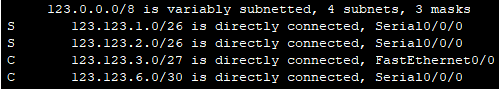 123.0.0.0/8 is variably subnetted, 4 subnets, 3 masks
S 123.123.1.0/26 is directly connected, Serial0/0/0
S 123.123.2.0/26 is directly connected, Serial0/0/0
C 123.123.3.0/27 is directly connected, FastEthernet0/0
C 123.123.6.0/30 is directly connected, Serial0/0/0